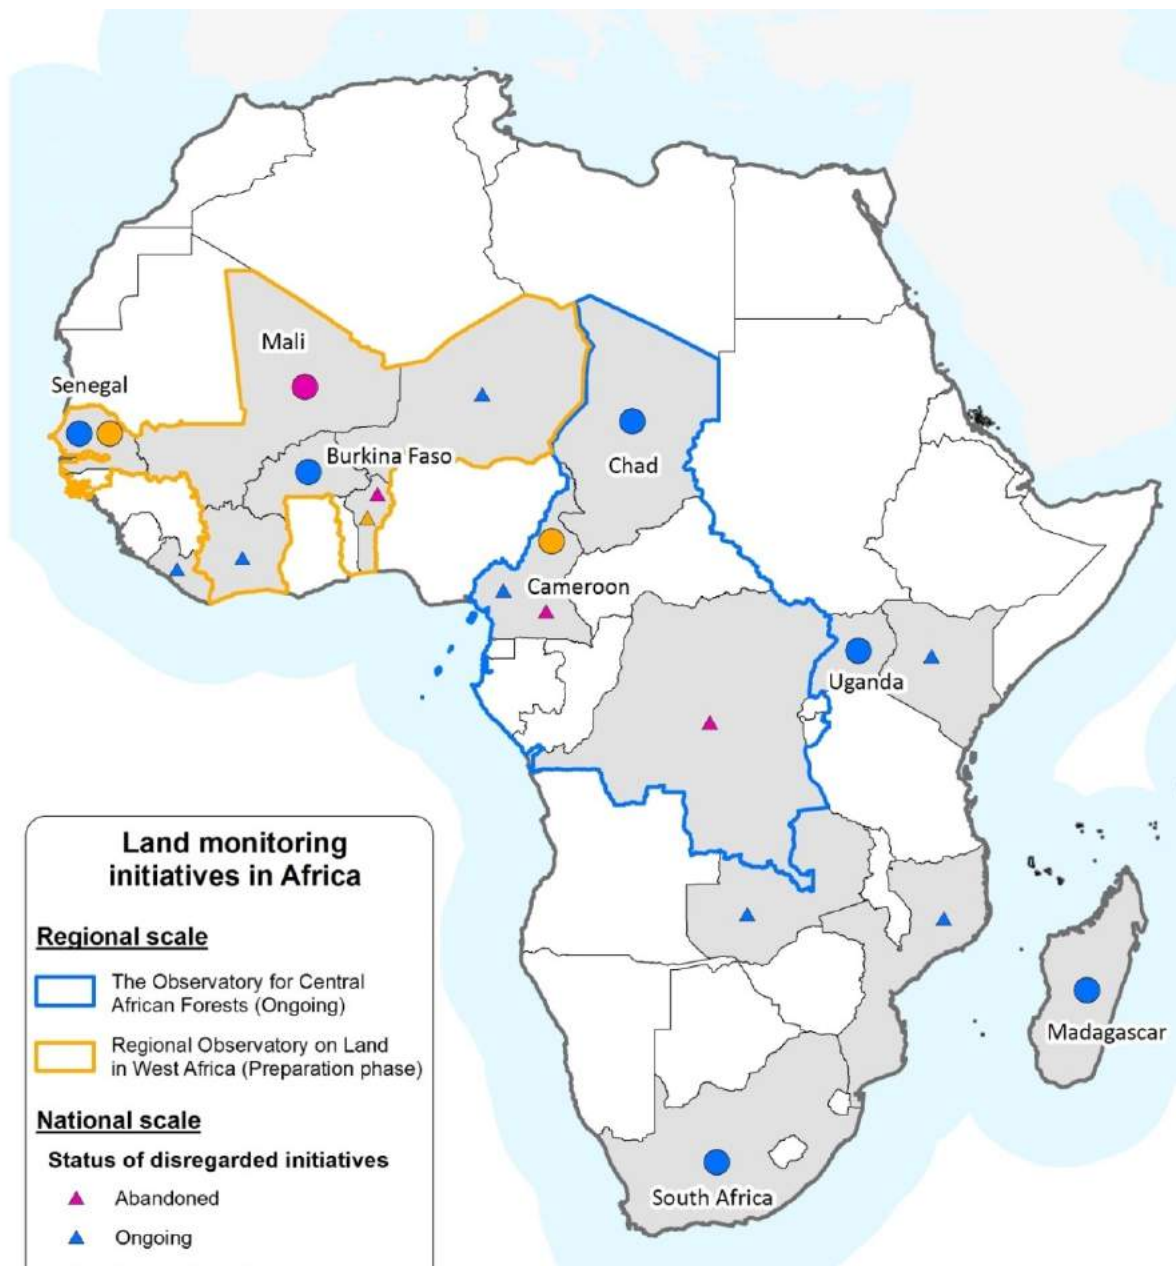 Mali
Senegal
Burkina Faso
Chad
Cameroon
Uganda
Madagascar
South Africa
Land monitoring
initiatives in Africa
Regional scale
The Observatory for Central
African Forests (Ongoing)
Regional Observatory on Land
in West Africa (Preparation phase)
National scale
Status of disregarded initiatives
Abandoned
Ongoing